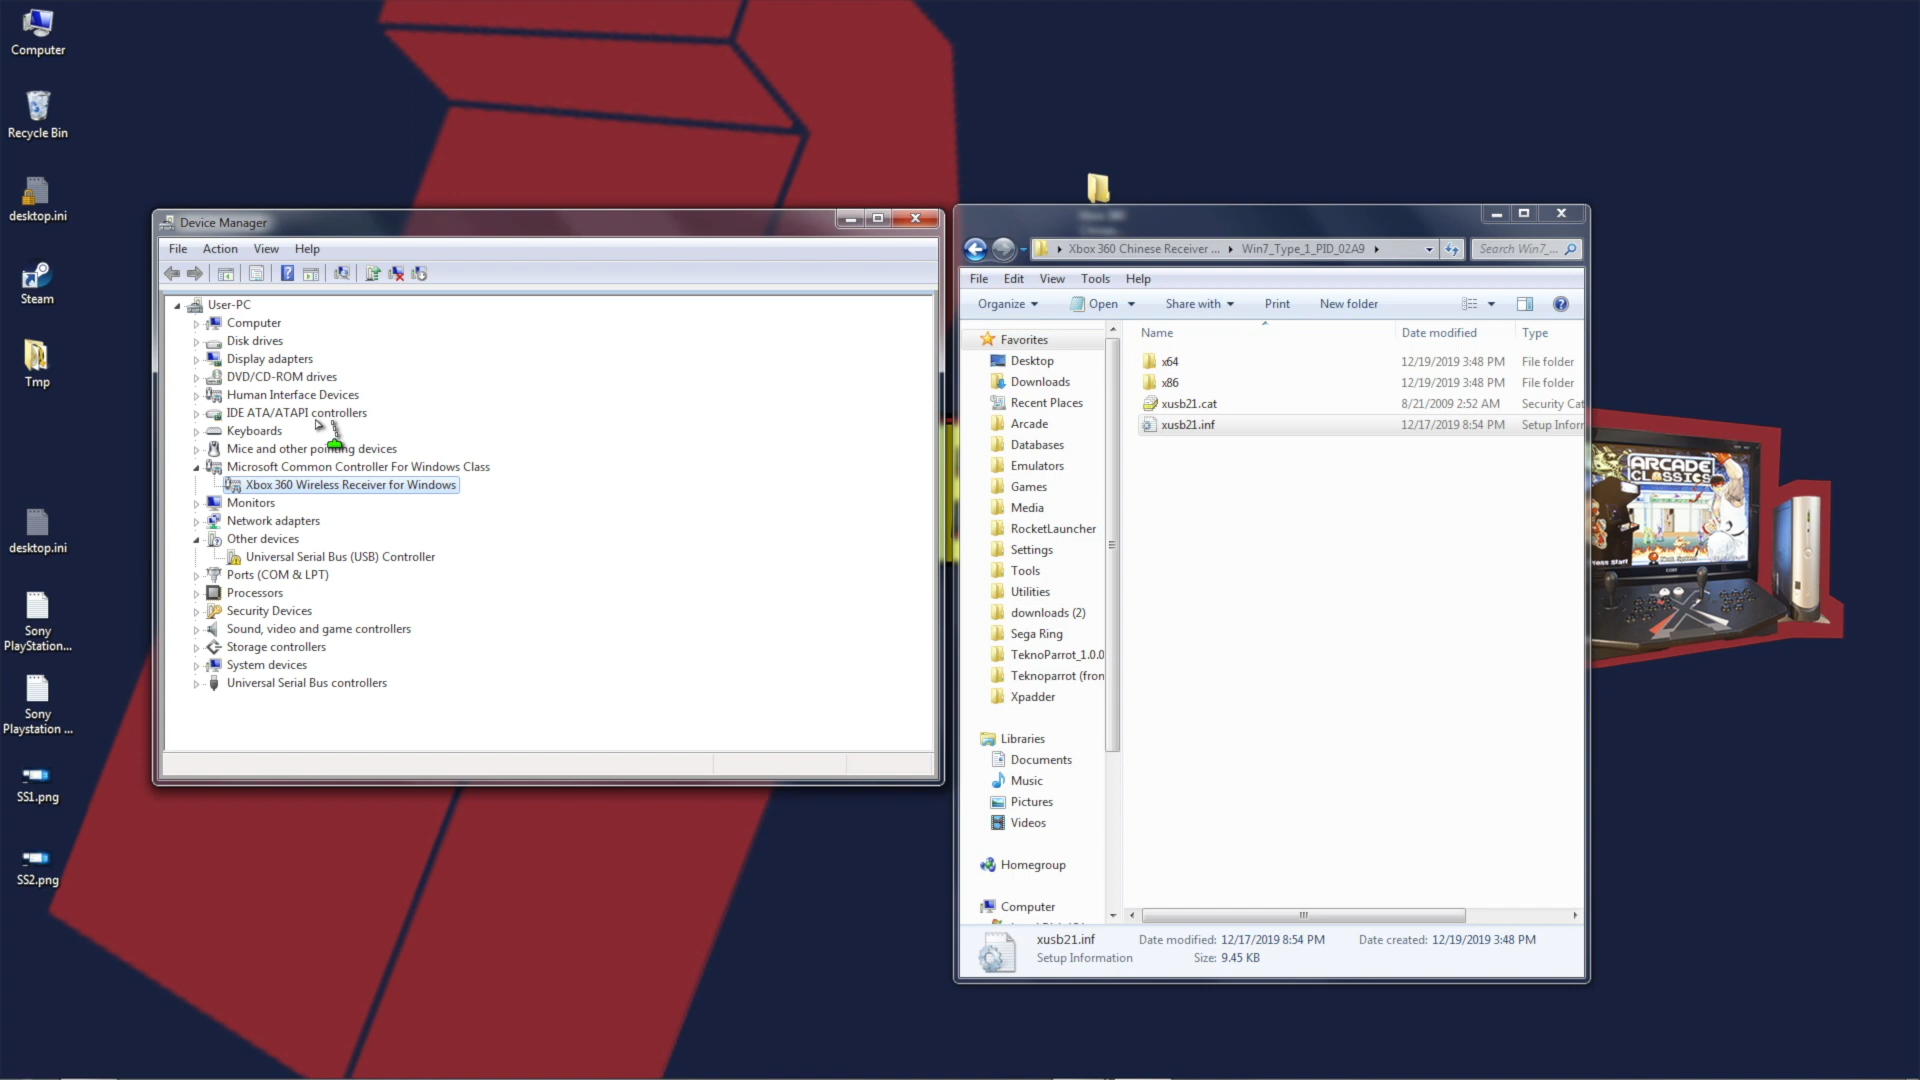 Computer
Recycle Bin
desktop.ini
Steam
Tmp
desktop.ini
Sony
PlayStation...
Sony
Playstation ...
SS1.png
SS2.png
Device Manager
File Action View Help
User-PC
Computer
Disk drives
Display adapters
DVD/CD-ROM drives
Human Interface Devices
IDE ATA/ATAPI controllers
Keyboards
Mice and other pointing devices
Microsoft Common Controller For Windows Class
Xbox 360 Wireless Receiver for Windows
Monitors
Network adapters
Other devices
Universal Serial Bus (USB) Controller
Ports (COM & LPT)
Processors
Security Devices
Sound, video and game controllers
Storage controllers
System devices
Universal Serial Bus controllers
Xbox 360 Chinese Receiver ... Win7_Type_1_PID_02A9
Search Win7_...
File Edit View Tools Help
Organize Open Share with Print New folder
Favorites
Desktop
Downloads
Recent Places
Arcade
Databases
Emulators
Games
Media
RocketLauncher
Settings
Tools
Utilities
downloads (2)
Sega Ring
TeknoParrot_1.0.0
Teknoparrot (fron
Xpadder
Libraries
Documents
Music
Pictures
Videos
Homegroup
Computer
Name Date modified Type
x64 12/19/2019 3:48 PM File folder
x86 12/19/2019 3:48 PM File folder
xusb21.cat 8/21/2009 2:52 AM Security Cat
xusb21.inf 12/17/2019 8:54 PM Setup Inforr
xusb21.inf Date modified: 12/17/2019 8:54 PM Date created: 12/19/2019 3:48 PM
Setup Information Size: 9.45 KB
ARCADE
CLASSICS